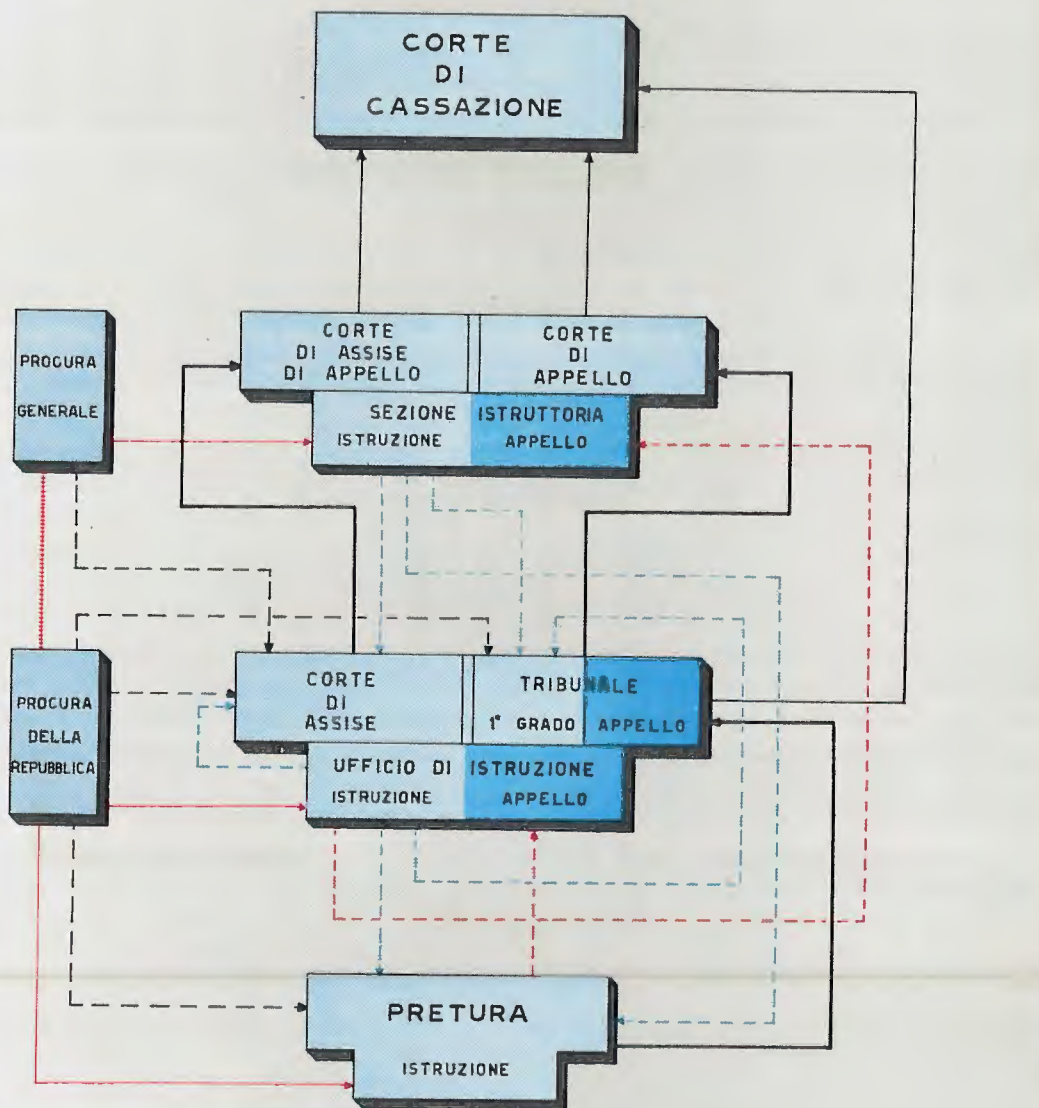 CORTE
DI
CASSAZIONE
PROCURA
GENERALE
CORTE
DI ASSISE
DI APPELLO
CORTE
DI
APPELLO
SEZIONE ISTRUTTORIA
ISTRUZIONE APPELLO
PROCURA
DELLA
REPUBBLICA
CORTE
DI
ASSISE
TRIBUNALE
1° GRADO APPELLO
UFFICIO DI ISTRUZIONE
ISTRUZIONE APPELLO
PRETURA
ISTRUZIONE